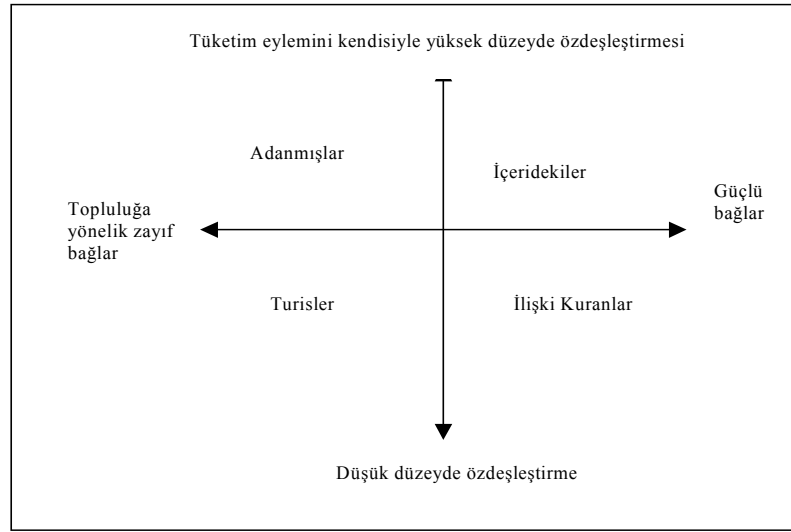 Tüketim eylemini kendisiyle yüksek düzeyde özdeşleştirmesi
Adanmışlar
İçeridekiler
Topluluğa
yönelik zayıf
bağlar
Güçlü
bağlar
Turisler
İlişki Kuranlar
Düşük düzeyde özdeşleştirme